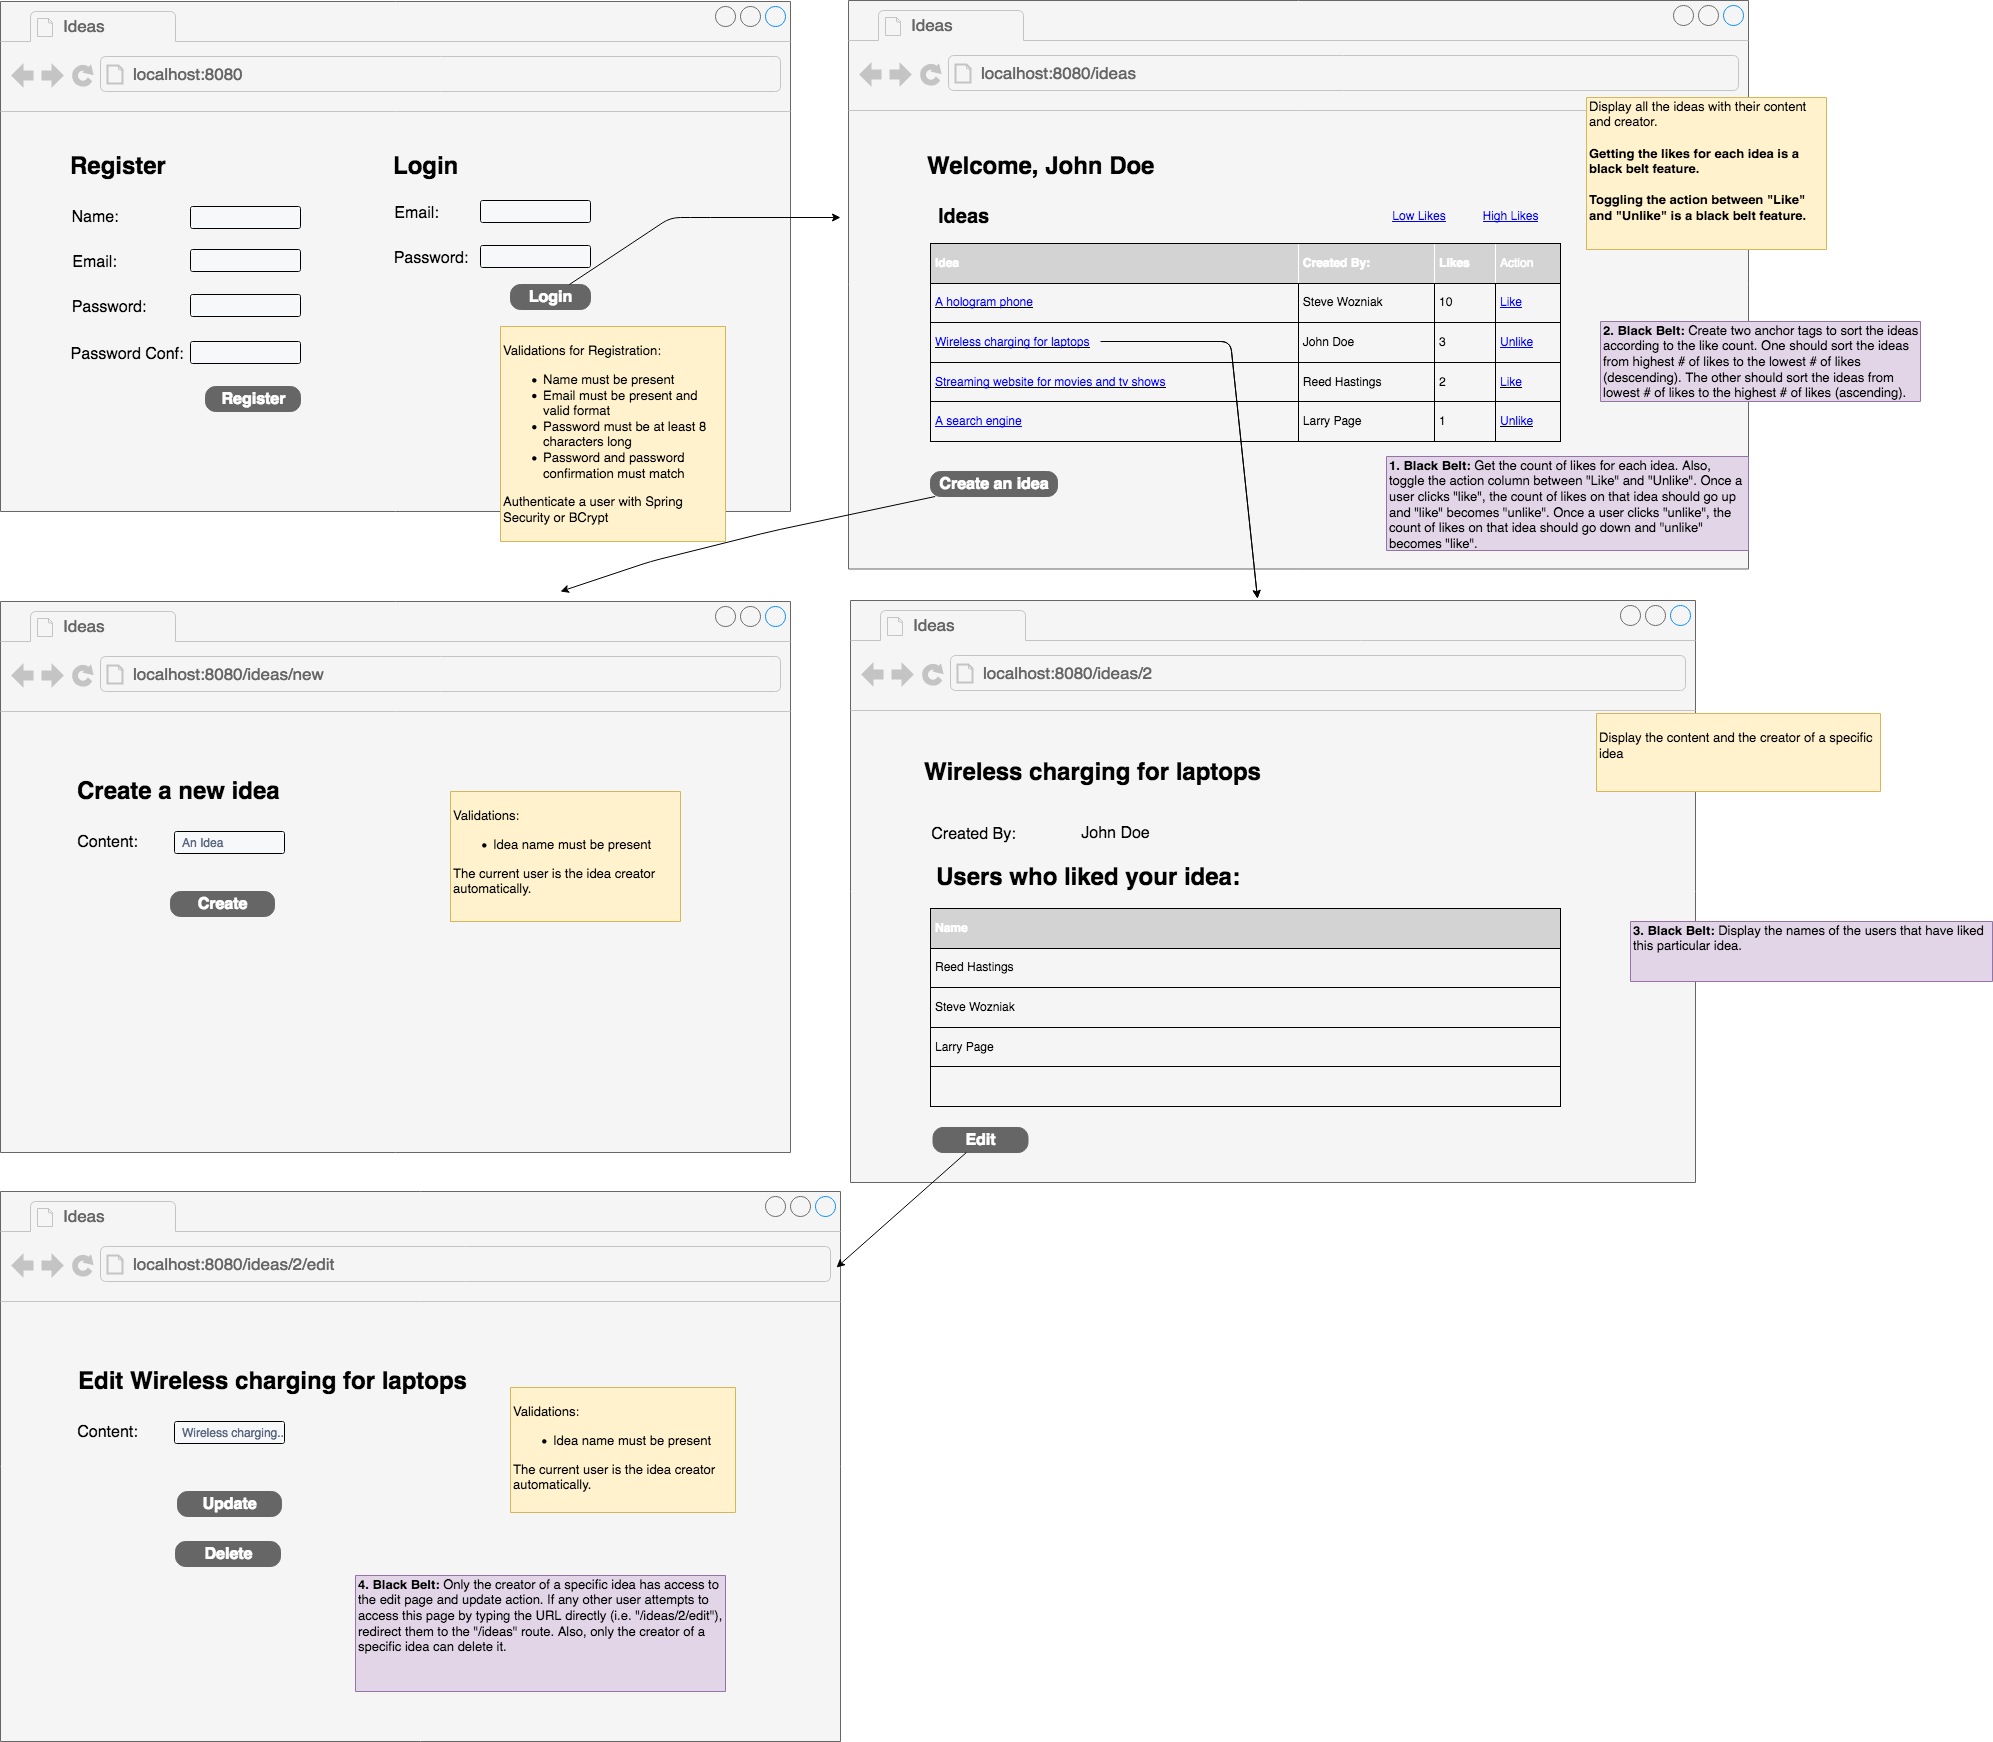 Ideas
localhost:8080
Register
Name:
Email:
Password:
Password Conf:
Register
Login
Email:
Password:
Login
Validations for Registration:
• Name must be present
• Email must be present and
valid format
• Password must be at least 8
characters long
• Password and password
confirmation must match
Authenticate a user with Spring
Security or BCrypt
Ideas
localhost:8080/ideas
Display all the ideas with their content
and creator.
Getting the likes for each idea is a
black belt feature.
Toggling the action between "Like"
and "Unlike" is a black belt feature.
Welcome, John Doe
Ideas
Low Likes High Likes
Idea Created By: Likes Action
A hologram phone Steve Wozniak 10 Like
Wireless charging for laptops John Doe 3 Unlike
Streaming website for movies and tv shows Reed Hastings 2 Like
A search engine Larry Page 1 Unlike
Create an idea
2. Black Belt: Create two anchor tags to sort the ideas
according to the like count. One should sort the ideas
from highest # of likes to the lowest # of likes
(descending). The other should sort the ideas from
lowest # of likes to the highest # of likes (ascending).
1. Black Belt: Get the count of likes for each idea. Also,
toggle the action column between "Like" and "Unlike". Once a
user clicks "like", the count of likes on that idea should go up
and "like" becomes "unlike". Once a user clicks "unlike", the
count of likes on that idea should go down and "unlike"
becomes "like".
Ideas
localhost:8080/ideas/new
Create a new idea
Content: An Idea
Create
Validations:
• Idea name must be present
The current user is the idea creator
automatically.
Ideas
localhost:8080/ideas/2
Display the content and the creator of a specific
idea
Wireless charging for laptops
Created By: John Doe
Users who liked your idea:
Name
Reed Hastings
Steve Wozniak
Larry Page
Edit
3. Black Belt: Display the names of the users that have liked
this particular idea.
Ideas
localhost:8080/ideas/2/edit
Edit Wireless charging for laptops
Content: Wireless charging..
Update
Delete
Validations:
• Idea name must be present
The current user is the idea creator
automatically.
4. Black Belt: Only the creator of a specific idea has access to
the edit page and update action. If any other user attempts to
access this page by typing the URL directly (i.e. "/ideas/2/edit"),
redirect them to the "/ideas" route. Also, only the creator of a
specific idea can delete it.